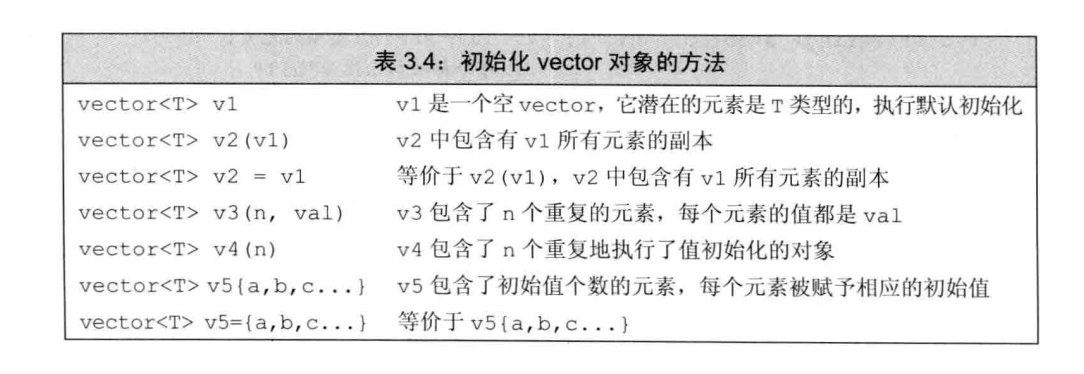 表 3.4：初始化 vector 对象的方法
vector<T> v1 v1 是一个空 vector，它潜在的元素是 T 类型的，执行默认初始化
vector<T> v2(v1) v2 中包含有 v1 所有元素的副本
vector<T> v2 = v1 等价于 v2(v1)，v2 中包含有 v1 所有元素的副本
vector<T> v3(n, val) v3 包含了 n 个重复的元素，每个元素的值都是 val
vector<T> v4(n) v4 包含了 n 个重复地执行了值初始化的对象
vector<T> v5{a,b,c...} v5 包含了初始值个数的元素，每个元素被赋予相应的初始值
vector<T> v5={a,b,c...} 等价于 v5{a,b,c...}